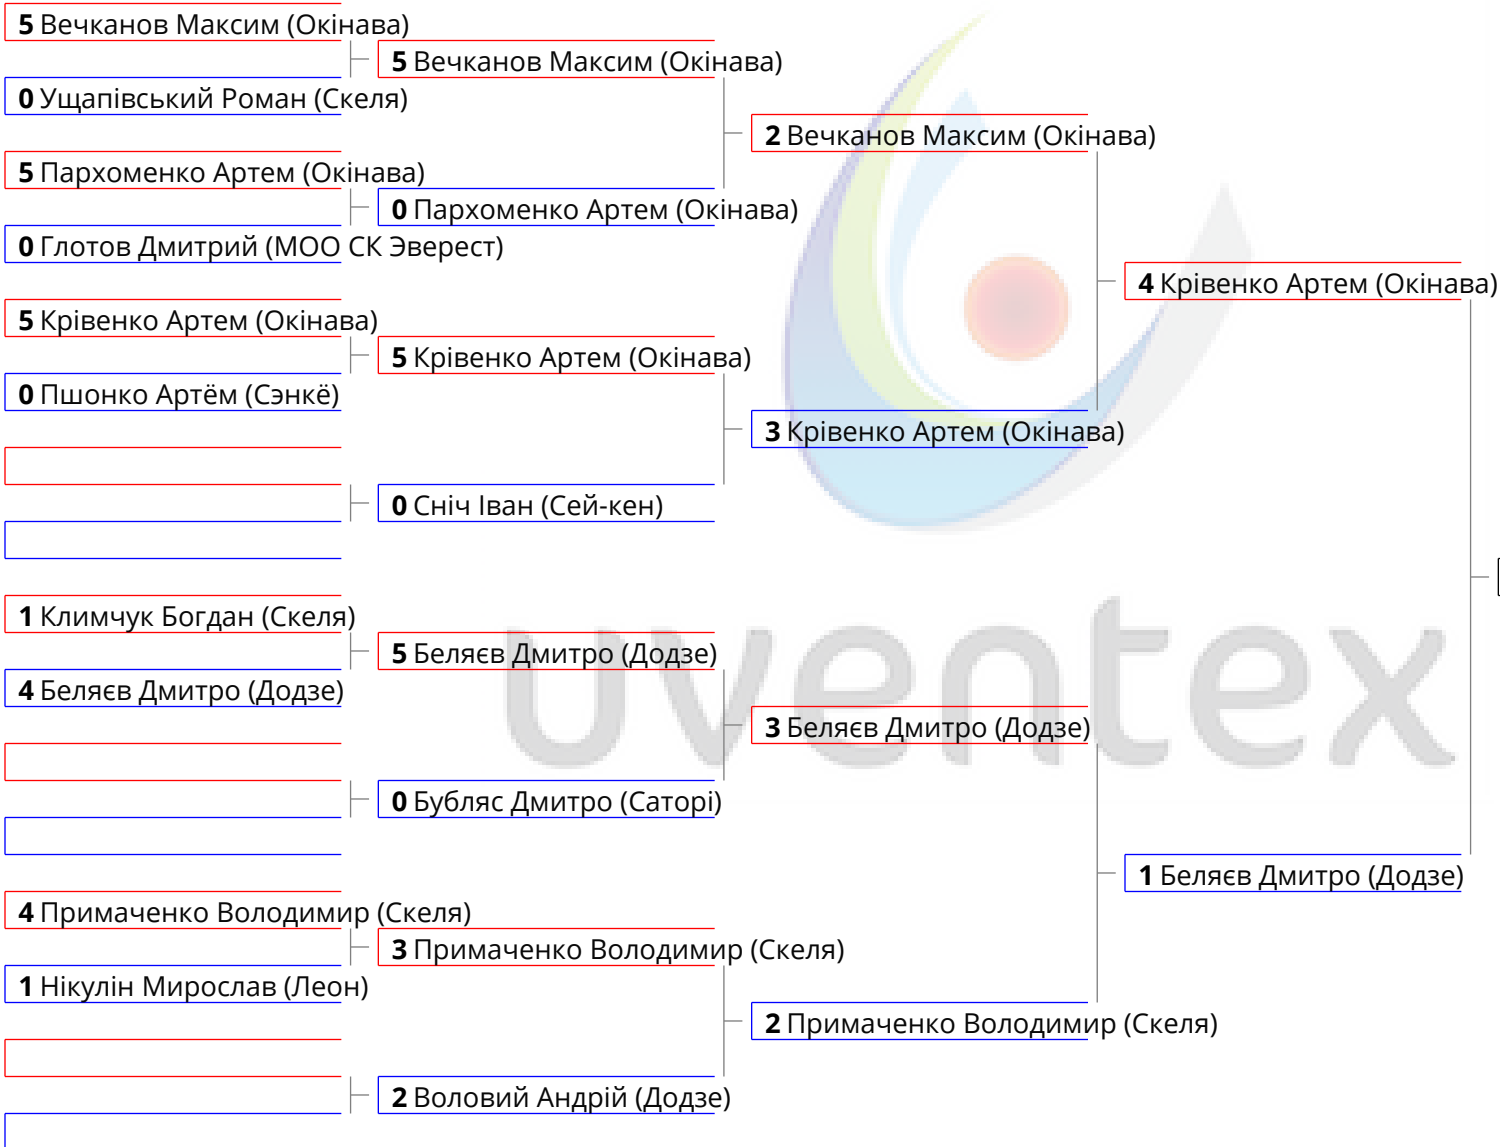 5 Вечканов Максим (Окінава)
5 Вечканов Максим (Окінава)
0 Ущапівський Роман (Скеля)
2 Вечканов Максим (Окінава)
5 Пархоменко Артем (Окінава)
0 Пархоменко Артем (Окінава)
0 Глотов Дмитрий (МОО СК Эверест)
4 Крівенко Артем (Окінава)
5 Крівенко Артем (Окінава)
5 Крівенко Артем (Окінава)
0 Пшонко Артём (Сэнкё)
3 Крівенко Артем (Окінава)
0 Сніч Іван (Сей-кен)
1 Климчук Богдан (Скеля)
5 Беляєв Дмитро (Додзе)
4 Беляєв Дмитро (Додзе)
uventex
3 Беляєв Дмитро (Додзе)
0 Бубляс Дмитро (Саторі)
1 Беляєв Дмитро (Додзе)
4 Примаченко Володимир (Скеля)
3 Примаченко Володимир (Скеля)
1 Нікулін Мирослав (Леон)
2 Примаченко Володимир (Скеля)
2 Воловий Андрій (Додзе)